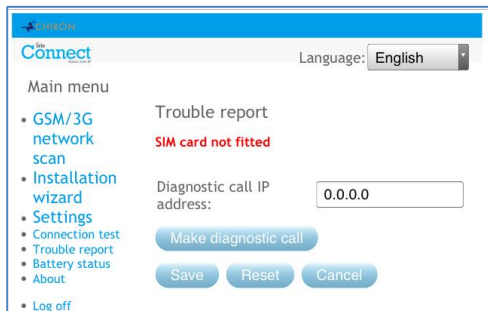 CHIRON
Iris
Connect
Language: English
Main menu
GSM/3G
network
scan
Installation
wizard
Settings
Connection test
Trouble report
Battery status
About
Log off
Trouble report
SIM card not fitted
Diagnostic call IP
address:
0.0.0.0
Make diagnostic call
Save Reset Cancel